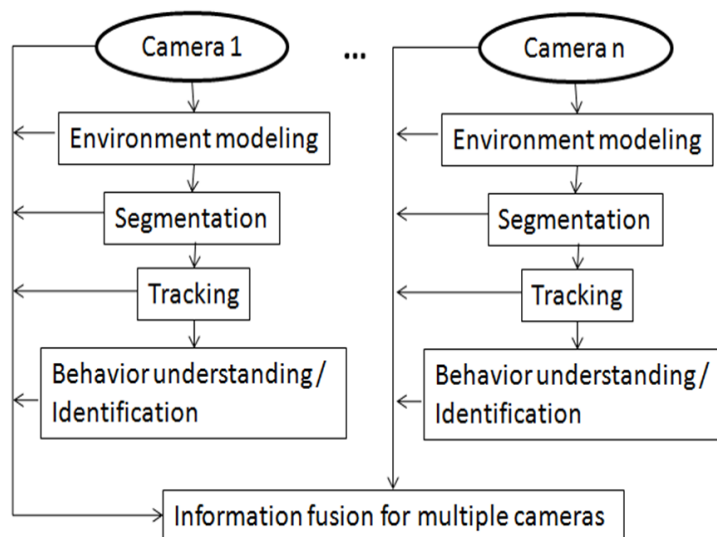 Camera 1
...
Camera n
Environment modeling
Environment modeling
Segmentation
Segmentation
Tracking
Tracking
Behavior understanding/
Identification
Behavior understanding/
Identification
Information fusion for multiple cameras